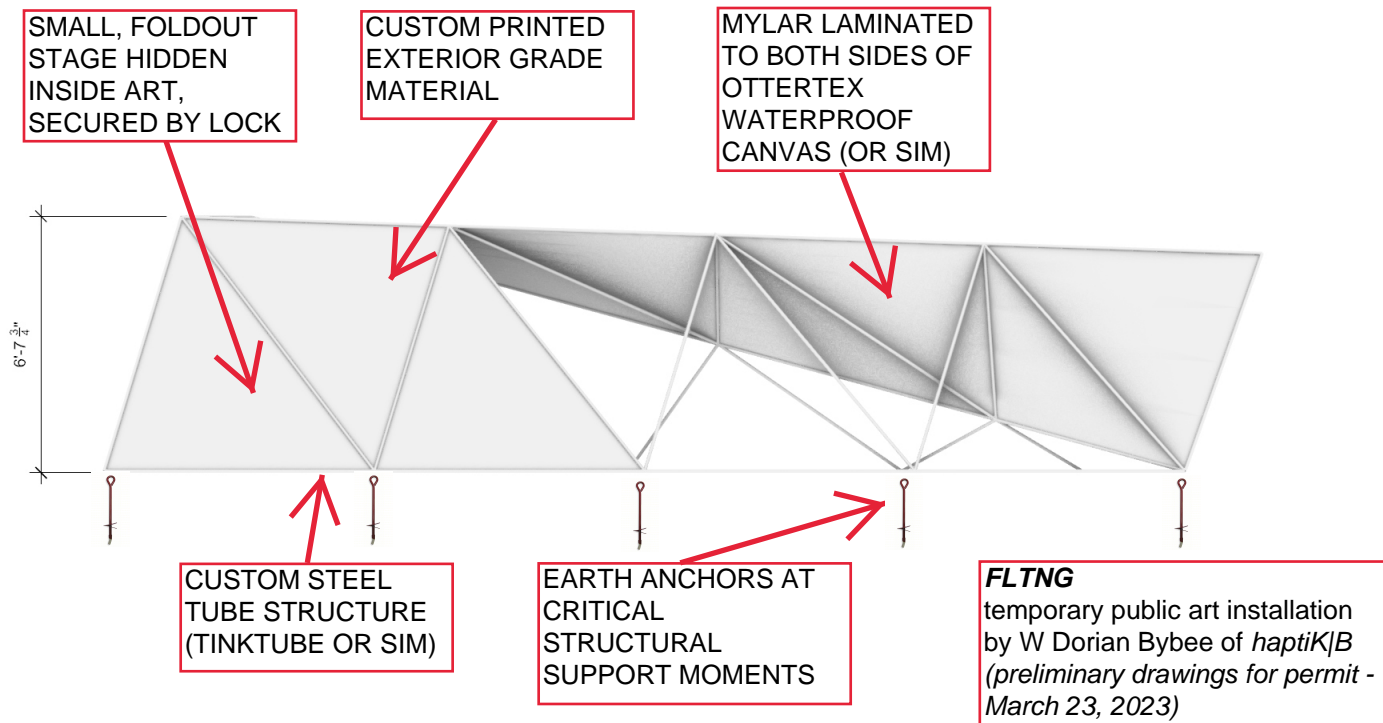 SMALL, FOLDOUT
STAGE HIDDEN
INSIDE ART,
SECURED BY LOCK
CUSTOM PRINTED
EXTERIOR GRADE
MATERIAL
MYLAR LAMINATED
TO BOTH SIDES OF
OTTERTEX
WATERPROOF
CANVAS (OR SIM)
6'-7 3/4"
CUSTOM STEEL
TUBE STRUCTURE
(TINKTUBE OR SIM)
EARTH ANCHORS AT
CRITICAL
STRUCTURAL
SUPPORT MOMENTS
FLTNG
temporary public art installation
by W Dorian Bybee of haptiK|B
(preliminary drawings for permit -
March 23, 2023)